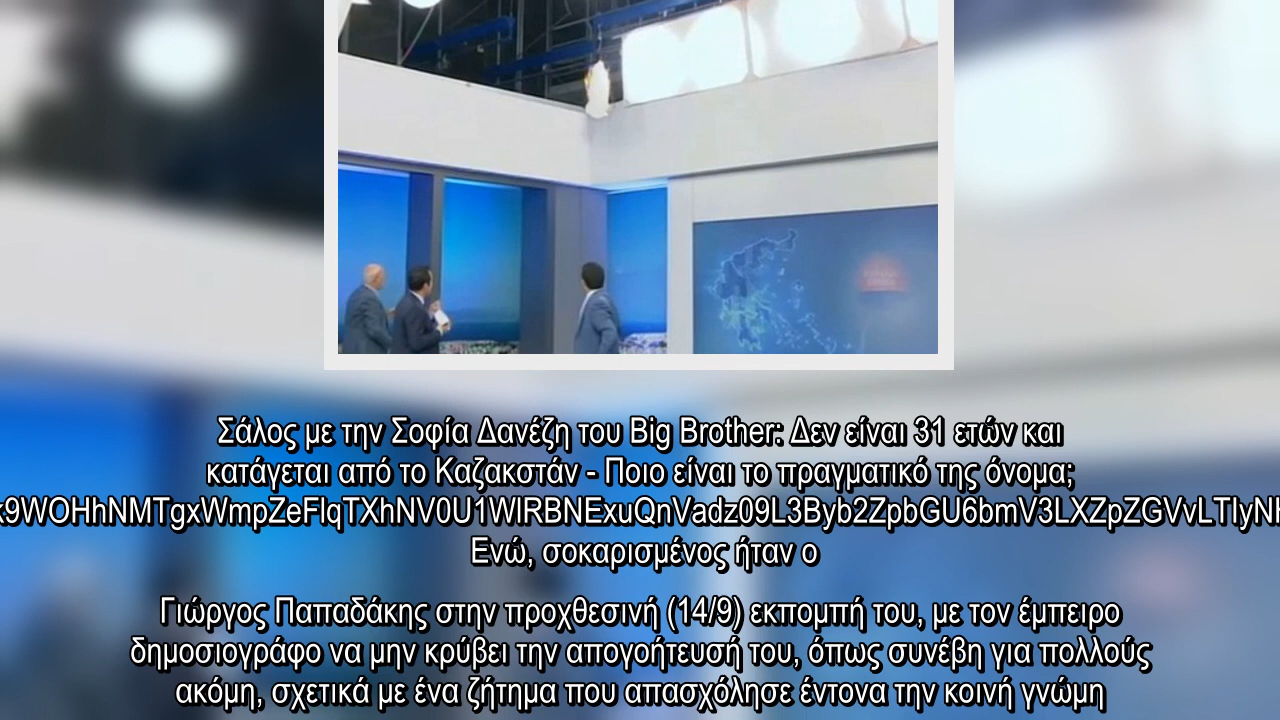 Σάλος με την Σοφία Δανέζη του Big Brother: Δεν είναι 31 ετών και
κατάγεται από το Καζακστάν - Ποιο είναι το πραγματικό της όνομα;
k9WOHhNMTgxWmpZeFlqTXhNV0U1WlRBNExuQnVadz09L3Byb2ZpbGU6bmV3LXZpZGVvLTIyNH
Ενώ, σοκαρισμένος ήταν ο
Γιώργος Παπαδάκης στην προχθεσινή (14/9) εκπομπή του, με τον έμπειρο
δημοσιογράφο να μην κρύβει την απογοήτευσή του, όπως συνέβη για πολλούς
ακόμη, σχετικά με ένα ζήτημα που απασχόλησε έντονα την κοινή γνώμη